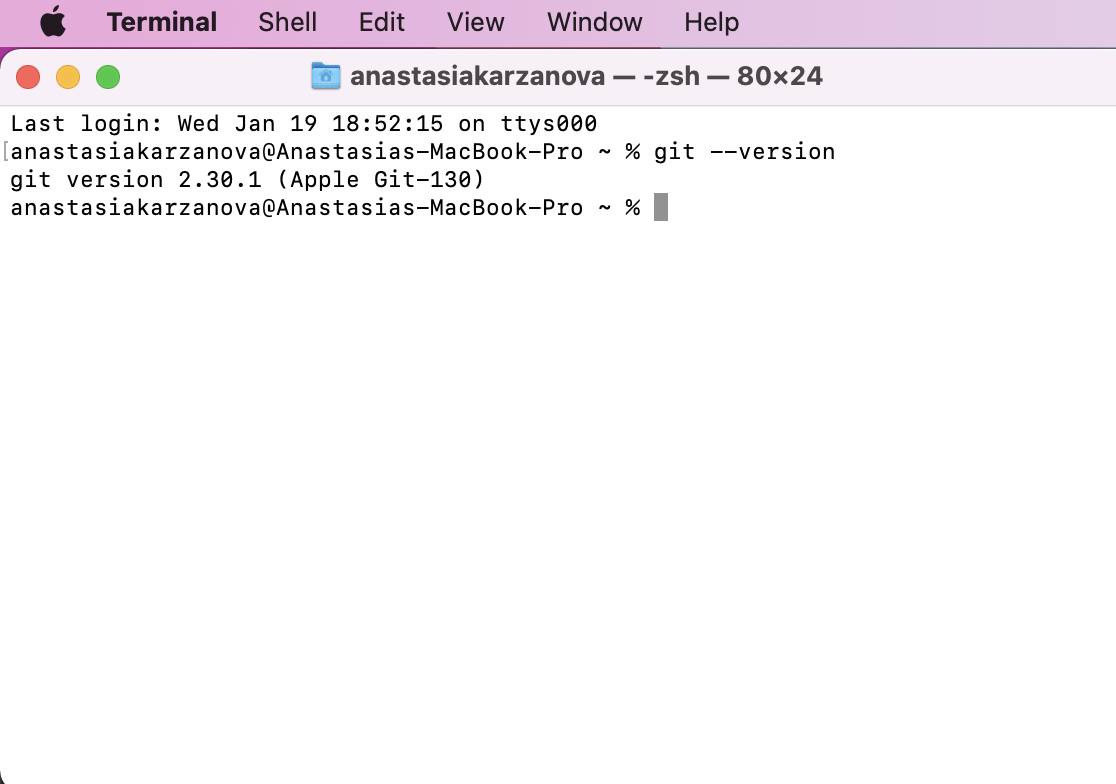 Terminal Shell Edit View Window Help
anastasiakarzanova — -zsh — 80×24
Last login: Wed Jan 19 18:52:15 on ttys000
[anastasiakarzanova@Anastasias-MacBook-Pro ~ % git --version
git version 2.30.1 (Apple Git-130)
anastasiakarzanova@Anastasias-MacBook-Pro ~ %